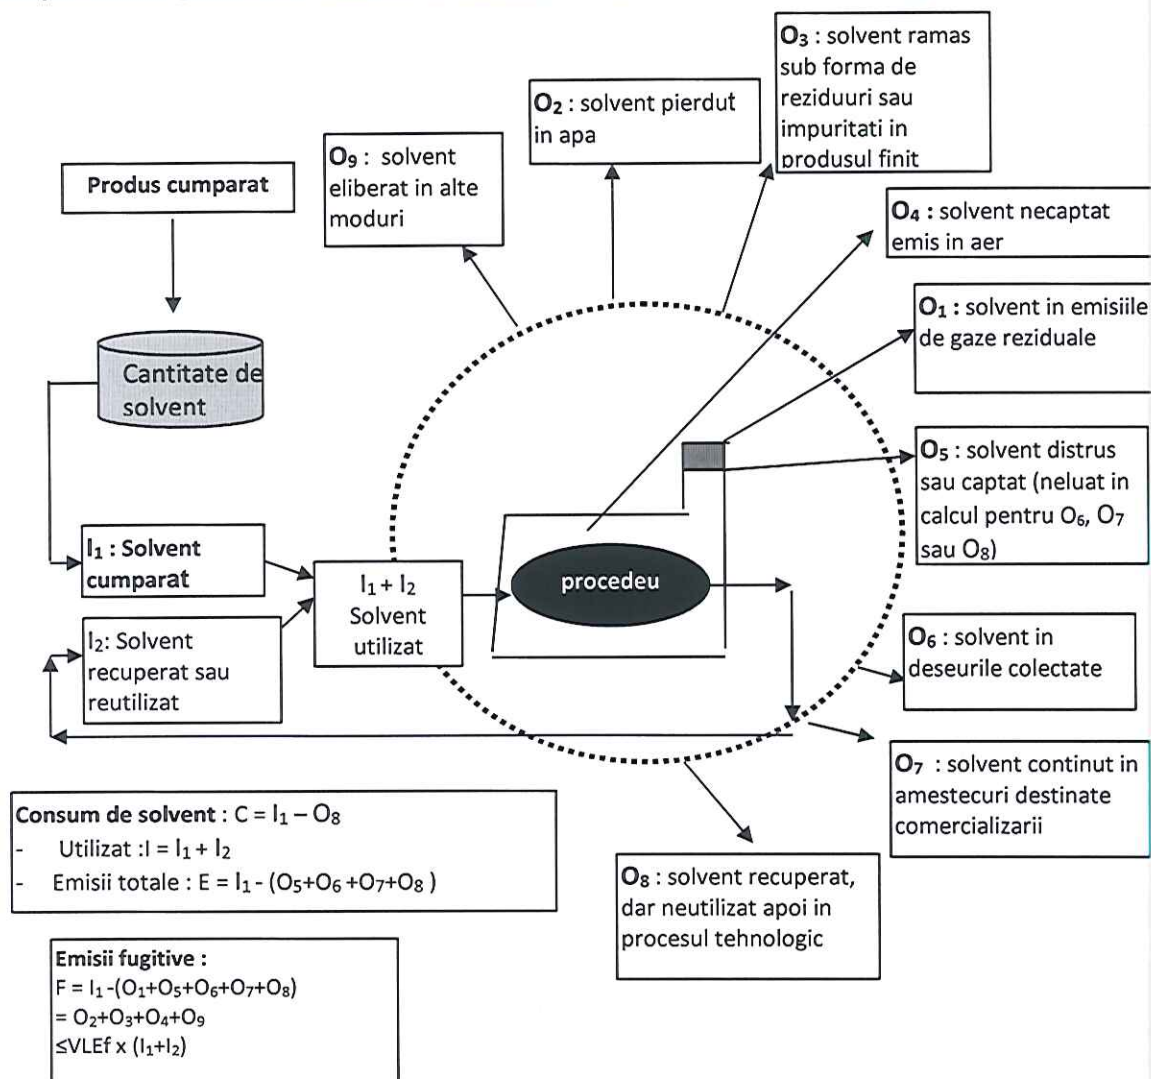 O₃ : solvent ramas
sub forma de
reziduuri sau
impuritati in
produsul finit
O₂ : solvent pierdut
in apa
O₉ :  solvent
eliberat in alte
moduri
Produs cumparat
O₄ : solvent necaptat
emis in aer
O₁ : solvent in emisiile
de gaze reziduale
Cantitate de
solvent
O₅ : solvent distrus
sau captat (neluat in
calcul pentru O₆, O₇
sau O₈)
I₁ : Solvent
cumparat
I₁ + I₂
Solvent
utilizat
procedeu
I₂: Solvent
recuperat sau
reutilizat
O₆ : solvent in
deseurile colectate
O₇  : solvent continut in
amestecuri destinate
comercializarii
O₈ : solvent recuperat,
dar neutilizat apoi in
procesul tehnologic
Consum de solvent : C = I₁ – O₈
-    Utilizat :I = I₁ + I₂
-    Emisii totale : E = I₁ - (O₅+O₆ +O₇+O₈ )
Emisii fugitive :
F = I₁ -(O₁+O₅+O₆+O₇+O₈)
= O₂+O₃+O₄+O₉
≤VLEf x (I₁+I₂)